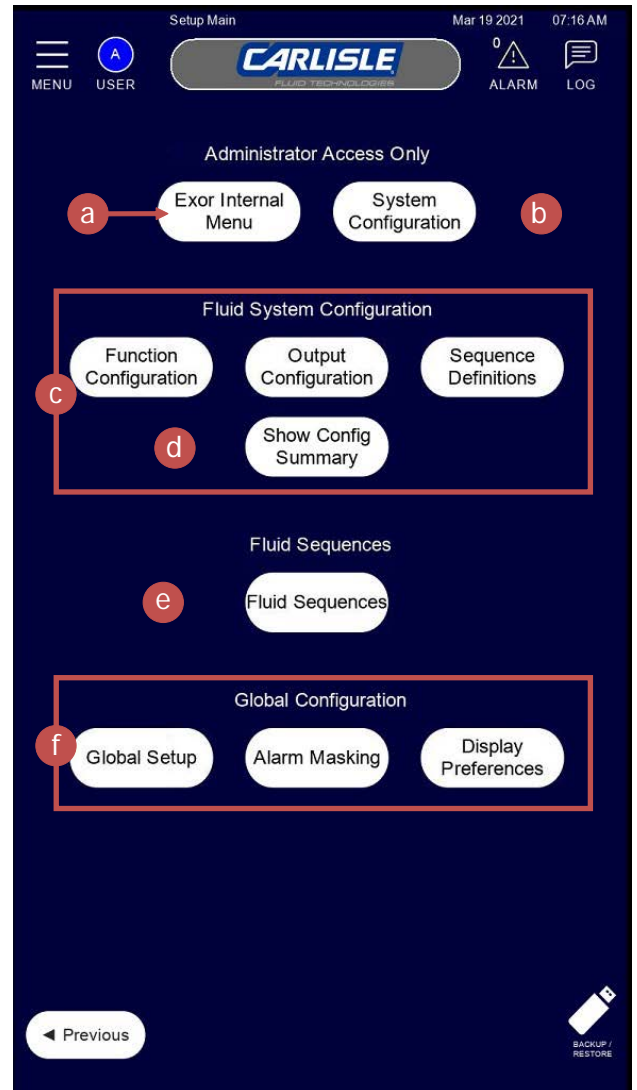 Setup Main
Mar 19 2021 07:16 AM
MENU
A
USER
CARLISLE
FLUID TECHNOLOGIES
0
ALARM
LOG
Administrator Access Only
a
Exor Internal
Menu
System
Configuration
b
Fluid System Configuration
c
Function
Configuration
Output
Configuration
Sequence
Definitions
d
Show Config
Summary
Fluid Sequences
e
Fluid Sequences
Global Configuration
f
Global Setup
Alarm Masking
Display
Preferences
◄ Previous
BACKUP /
RESTORE